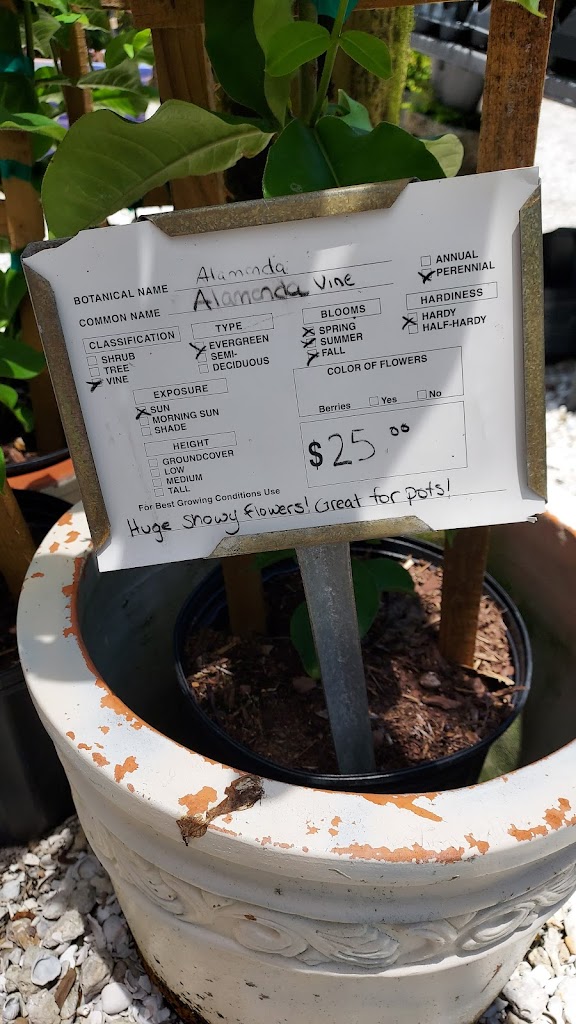 BOTANICAL NAME Alamanda
COMMON NAME Alamanda Vine
ANNUAL
PERENNIAL
CLASSIFICATION
SHRUB
TREE
VINE
TYPE
EVERGREEN
SEMI-
DECIDUOUS
BLOOMS
SPRING
SUMMER
FALL
HARDINESS
HARDY
HALF-HARDY
EXPOSURE
SUN
MORNING SUN
SHADE
COLOR OF FLOWERS
Berries Yes No
HEIGHT
GROUNDCOVER
LOW
MEDIUM
TALL
$25.00
For Best Growing Conditions Use
Huge showy flowers! Great for pots!